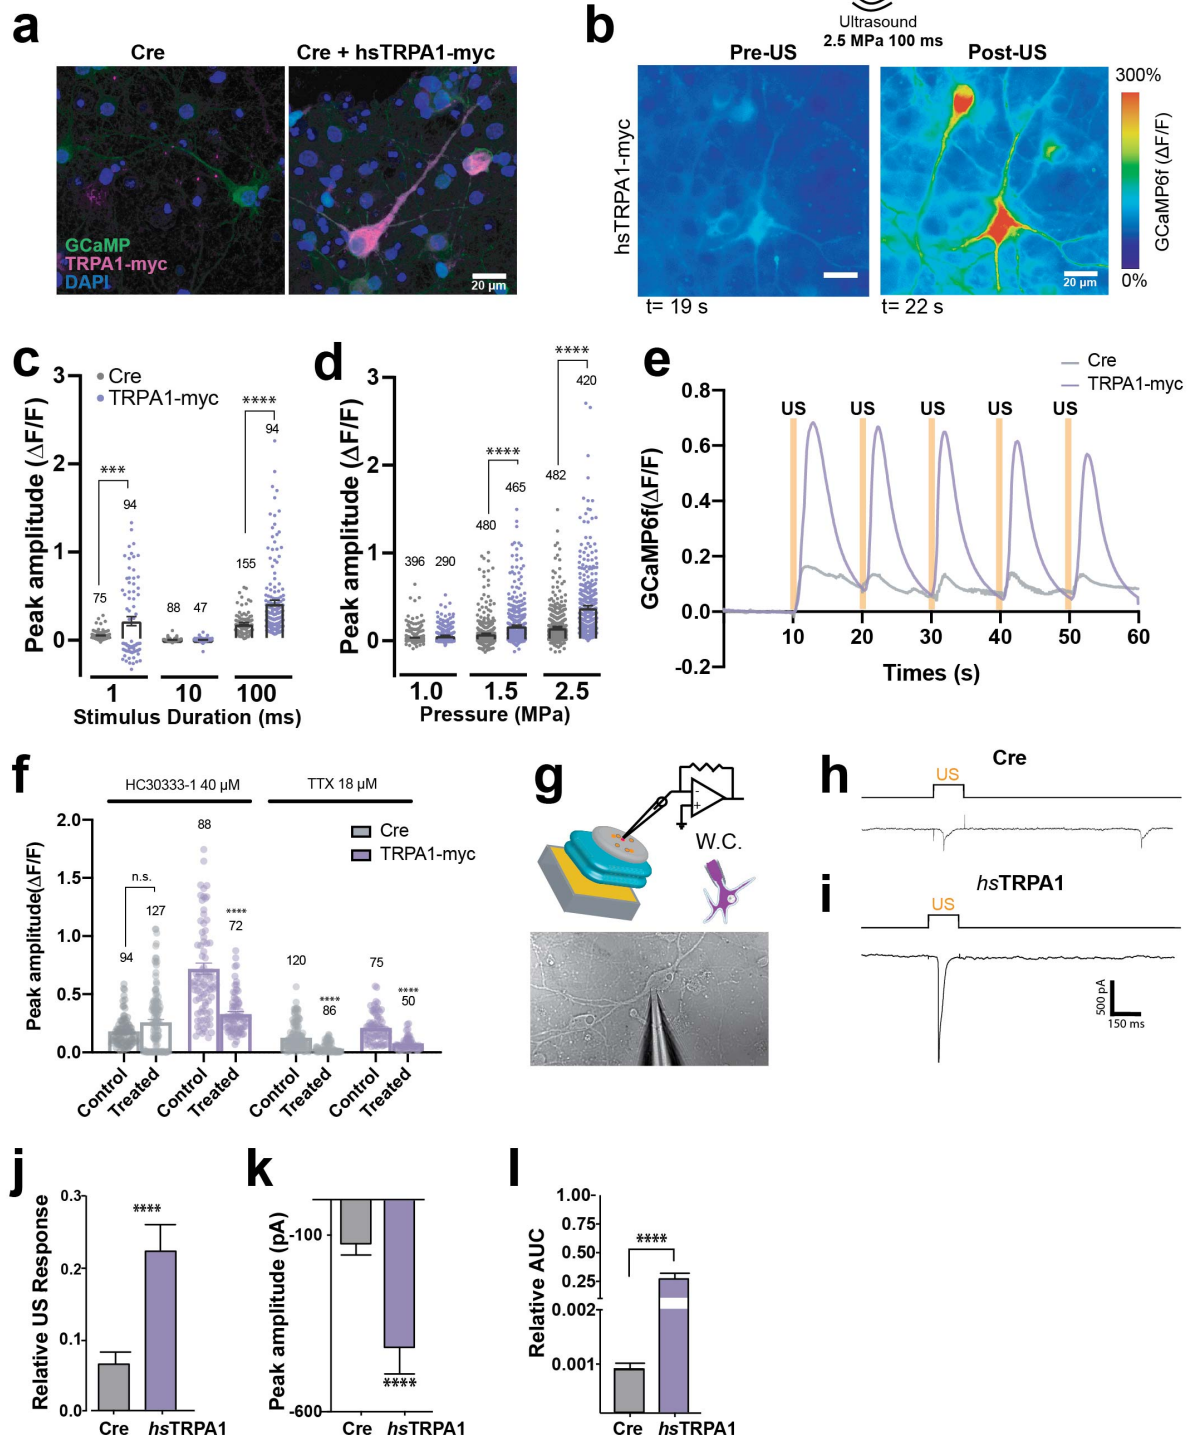 a
Cre
Cre + hsTRPA1-myc
GCaMP
TRPA1-myc
DAPI
20 µm
b
Ultrasound
2.5 MPa 100 ms
Pre-US
Post-US
hsTRPA1-myc
t= 19 s
t= 22 s
20 µm
300%
0%
GCaMP6f (ΔF/F)
c
Cre
TRPA1-myc
Peak amplitude (ΔF/F)
3
2
1
0
***
****
75
94
88
47
155
94
1
10
100
Stimulus Duration (ms)
d
Peak amplitude (ΔF/F)
3
2
1
0
****
****
396
290
480
465
482
420
1.0
1.5
2.5
Pressure (MPa)
e
Cre
TRPA1-myc
GCaMP6f(ΔF/F)
0.8
0.6
0.4
0.2
0.0
-0.2
US
US
US
US
US
10
20
30
40
50
60
Times (s)
f
HC30333-1 40 µM
TTX 18 µM
Cre
TRPA1-myc
Peak amplitude(ΔF/F)
2.0
1.5
1.0
0.5
0.0
n.s.
94
127
88
****
72
120
****
86
75
****
50
Control
Treated
Control
Treated
Control
Treated
Control
Treated
g
-
+
W.C.
h
Cre
US
i
hsTRPA1
US
500 pA
150 ms
j
Relative US Response
0.3
0.2
0.1
0.0
****
Cre
hsTRPA1
k
Peak amplitude (pA)
-100
-600
****
Cre
hsTRPA1
l
Relative AUC
1.00
0.75
0.50
0.25
0.002
0.001
****
Cre
hsTRPA1